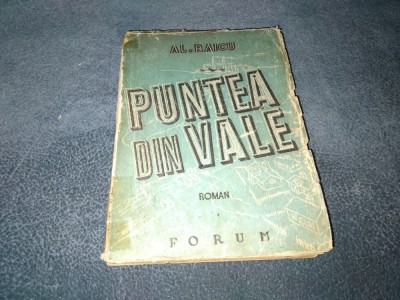 AL. RAICU
PUNTEA
DIN VALE
ROMAN
FORUM